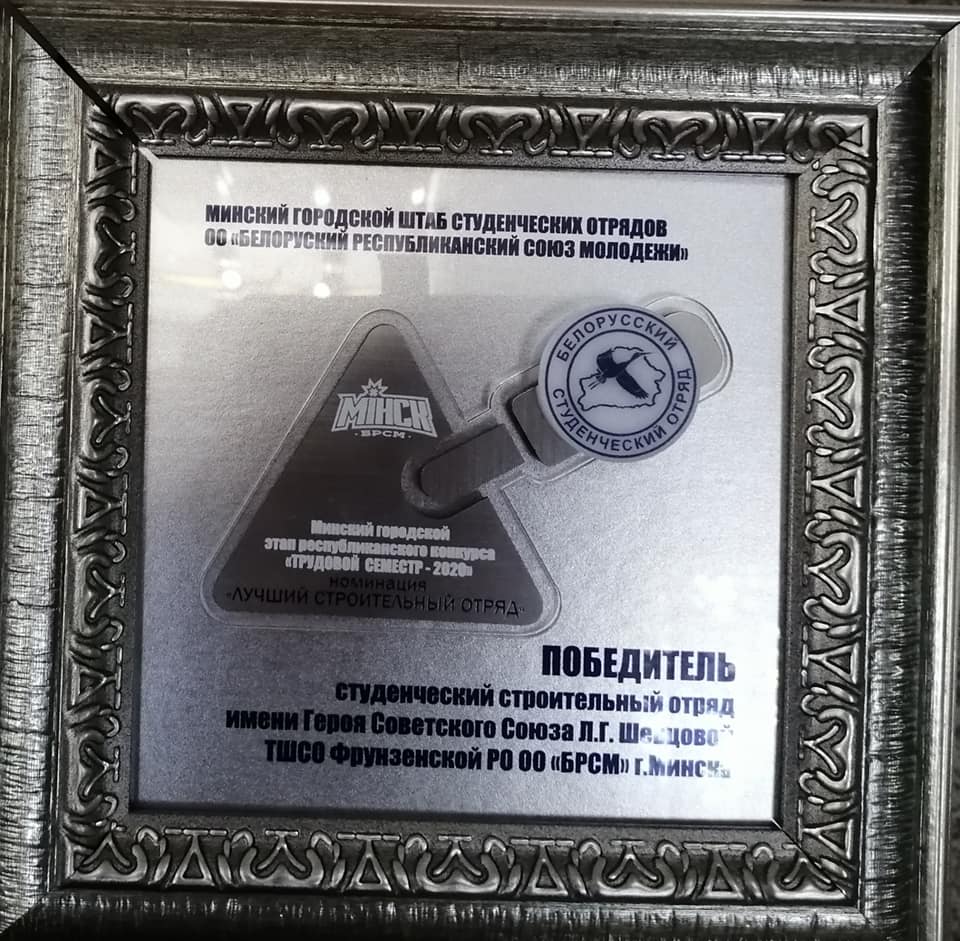 МИНСКИЙ ГОРОДСКОЙ ШТАБ СТУДЕНЧЕСКИХ ОТРЯДОВ
ОО «БЕЛОРУСКИЙ РЕСПУБЛИКАНСКИЙ СОЮЗ МОЛОДЕЖИ»
БЕЛОРУССКИЙ
СТУДЕНЧЕСКИЙ ОТРЯД
МІНСК
·БРСМ·
Минский городской
этап республиканского конкурса
«ТРУДОВОЙ СЕМЕСТР - 2020»
номинация
«ЛУЧШИЙ СТРОИТЕЛЬНЫЙ ОТРЯД»
ПОБЕДИТЕЛЬ
студенческий строительный отряд
имени Героя Советского Союза Л.Г.
ТШСО Фрунзенской РО ОО «БРСМ» г.Минска